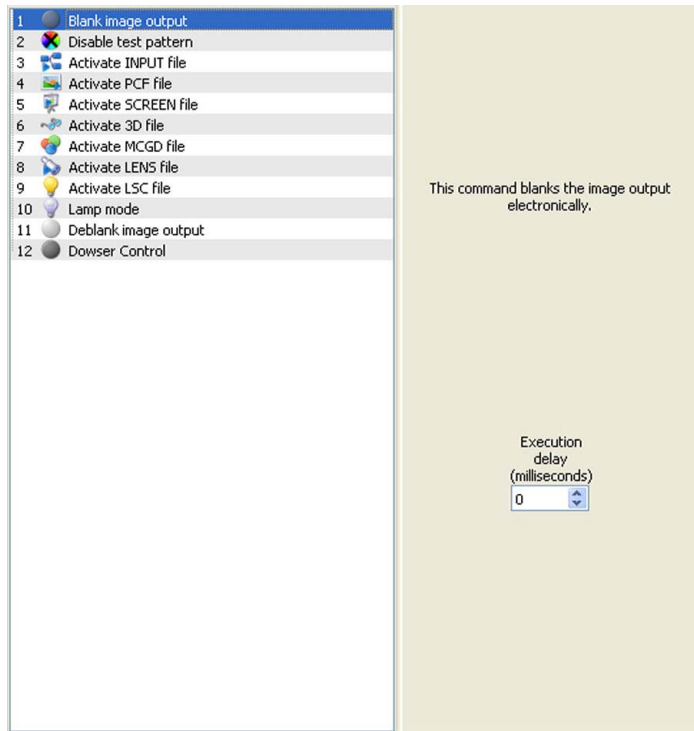 1 Blank image output
2 Disable test pattern
3 Activate INPUT file
4 Activate PCF file
5 Activate SCREEN file
6 Activate 3D file
7 Activate MCGD file
8 Activate LENS file
9 Activate LSC file
10 Lamp mode
11 Deblank image output
12 Dowser Control
This command blanks the image output
electronically.
Execution
delay
(milliseconds)
0